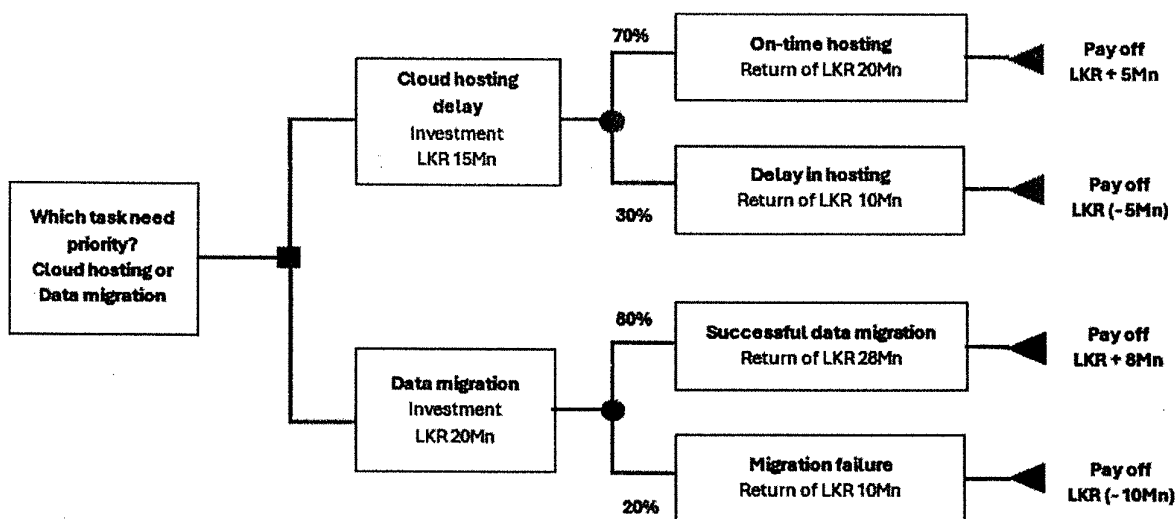 Which task need
priority?
Cloud hosting or
Data migration
Cloud hosting
delay
Investment
LKR 15Mn
70%
On-time hosting
Return of LKR 20Mn
Pay off
LKR + 5Mn
30%
Delay in hosting
Return of LKR 10Mn
Pay off
LKR (-5Mn)
Data migration
Investment
LKR 20Mn
80%
Successful data migration
Return of LKR 28Mn
Pay off
LKR + 8Mn
20%
Migration failure
Return of LKR 10Mn
Pay off
LKR (-10Mn)